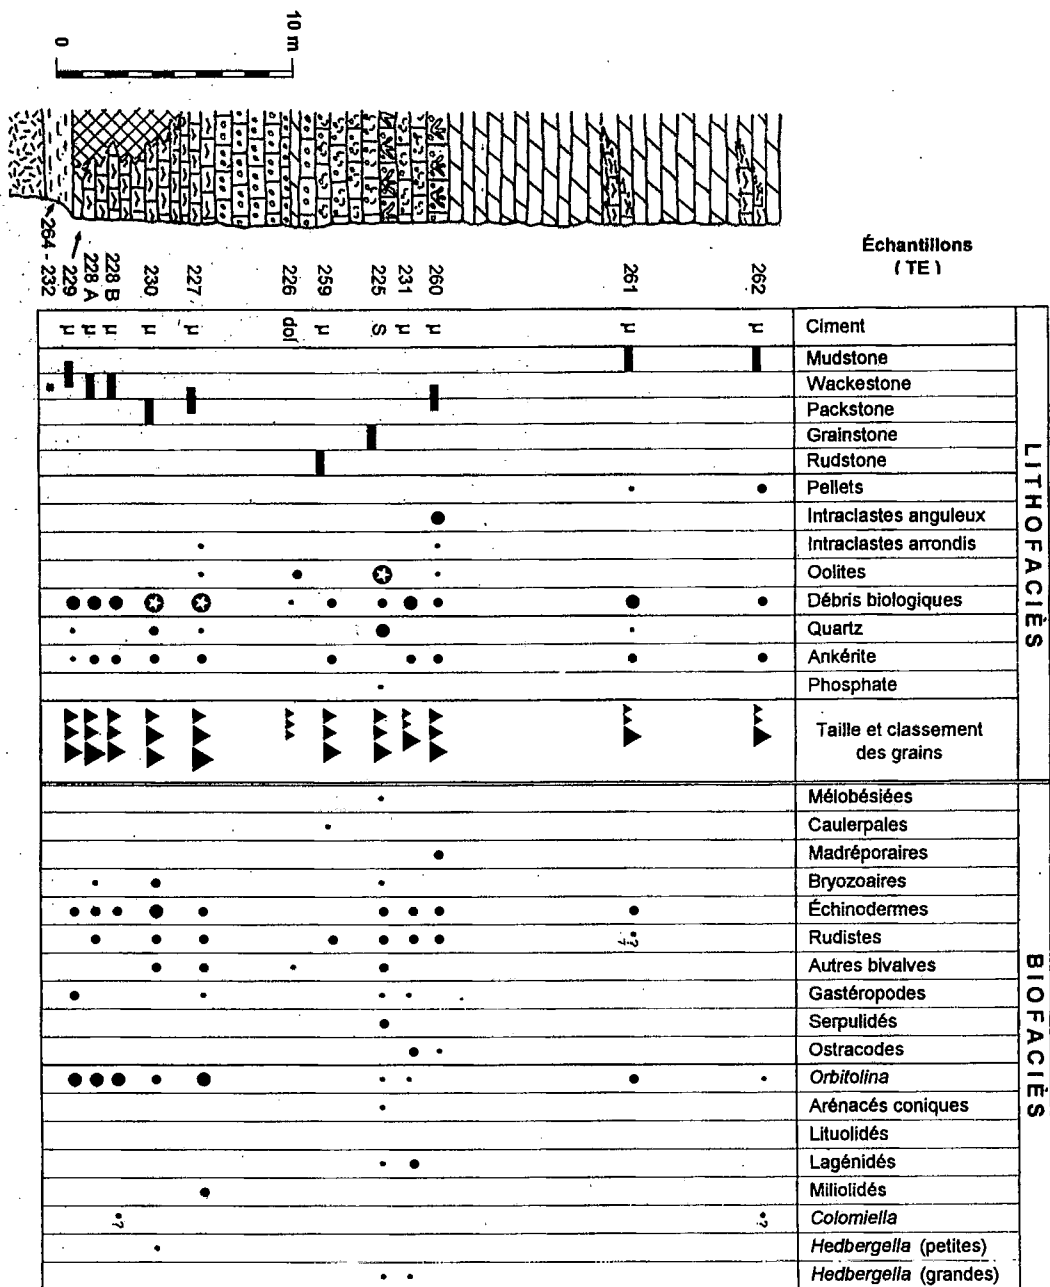 0
10 m
Échantillons
( TE )
264 - 232
229
228 A
228 B
230
227
226
259
225
231
260
261
262
µ
µ
µ
µ
µ
dol
µ
S
µ
µ
µ
µ
Ciment
Mudstone
Wackestone
Packstone
Grainstone
Rudstone
Pellets
Intraclastes anguleux
Intraclastes arrondis
Oolites
Débris biologiques
Quartz
Ankérite
Phosphate
Taille et classement
des grains
LITHOFACIÈS
Mélobésiées
Caulerpales
Madréporaires
Bryozoaires
Échinodermes
Rudistes
?
Autres bivalves
Gastéropodes
Serpulidés
Ostracodes
Orbitolina
Arénacés coniques
Lituolidés
Lagénidés
Miliolidés
Colomiella
?
?
Hedbergella (petites)
Hedbergella (grandes)
BIOFACIÈS